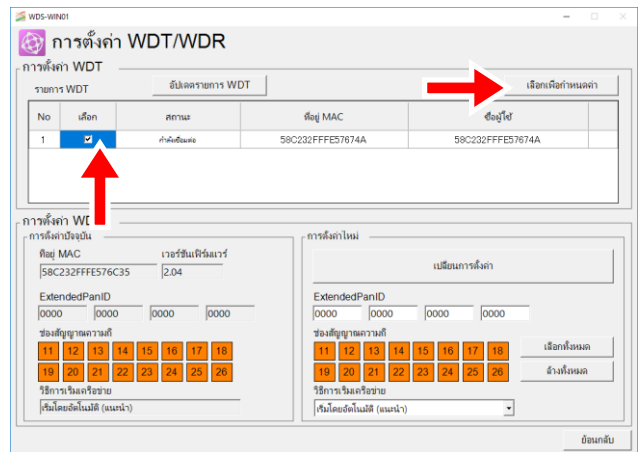 WDS-WIN01
การตั้งค่า WDT/WDR
การตั้งค่า WDT
รายการ WDT
อัปเดตรายการ WDT
เลือกเพื่อกำหนดค่า
No เลือก สถานะ ที่อยู่ MAC ชื่อผู้ใช้
1 กำลังเชื่อมต่อ 58C232FFFE57674A 58C232FFFE57674A
การตั้งค่า WDR
การตั้งค่าปัจจุบัน
ที่อยู่ MAC เวอร์ชันเฟิร์มแวร์
58C232FFFE576C35 2.04
ExtendedPanID
0000 0000 0000 0000
ช่องสัญญาณความถี่
11 12 13 14 15 16 17 18
19 20 21 22 23 24 25 26
วิธีการเริ่มเครือข่าย
เริ่มโดยอัตโนมัติ (แนะนำ)
การตั้งค่าใหม่
เปลี่ยนการตั้งค่า
ExtendedPanID
0000 0000 0000 0000
ช่องสัญญาณความถี่
11 12 13 14 15 16 17 18
เลือกทั้งหมด
19 20 21 22 23 24 25 26
ล้างทั้งหมด
วิธีการเริ่มเครือข่าย
เริ่มโดยอัตโนมัติ (แนะนำ)
ย้อนกลับ